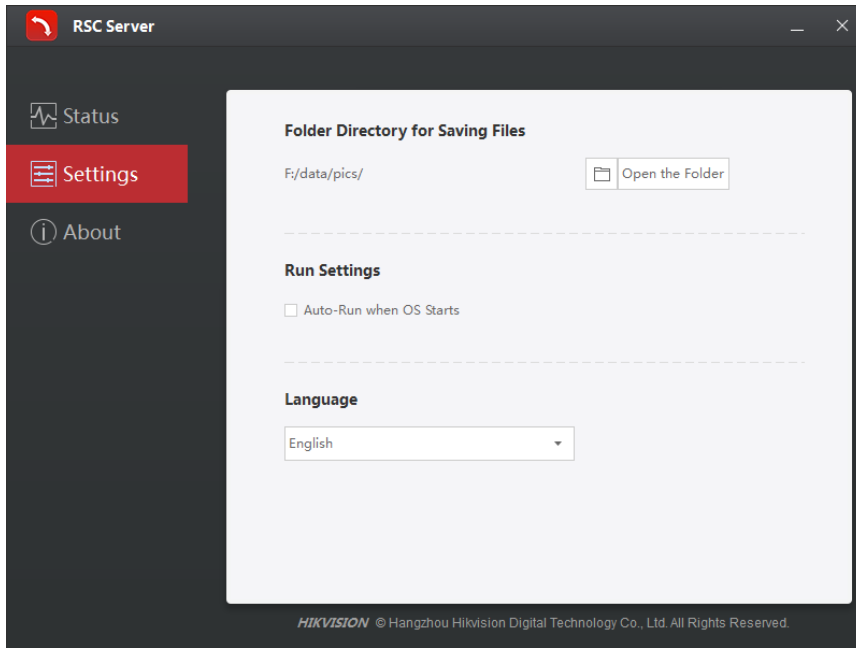 RSC Server
Status
Settings
About
Folder Directory for Saving Files
F:/data/pics/
Open the Folder
Run Settings
Auto-Run when OS Starts
Language
English
HIKVISION © Hangzhou Hikvision Digital Technology Co., Ltd. All Rights Reserved.